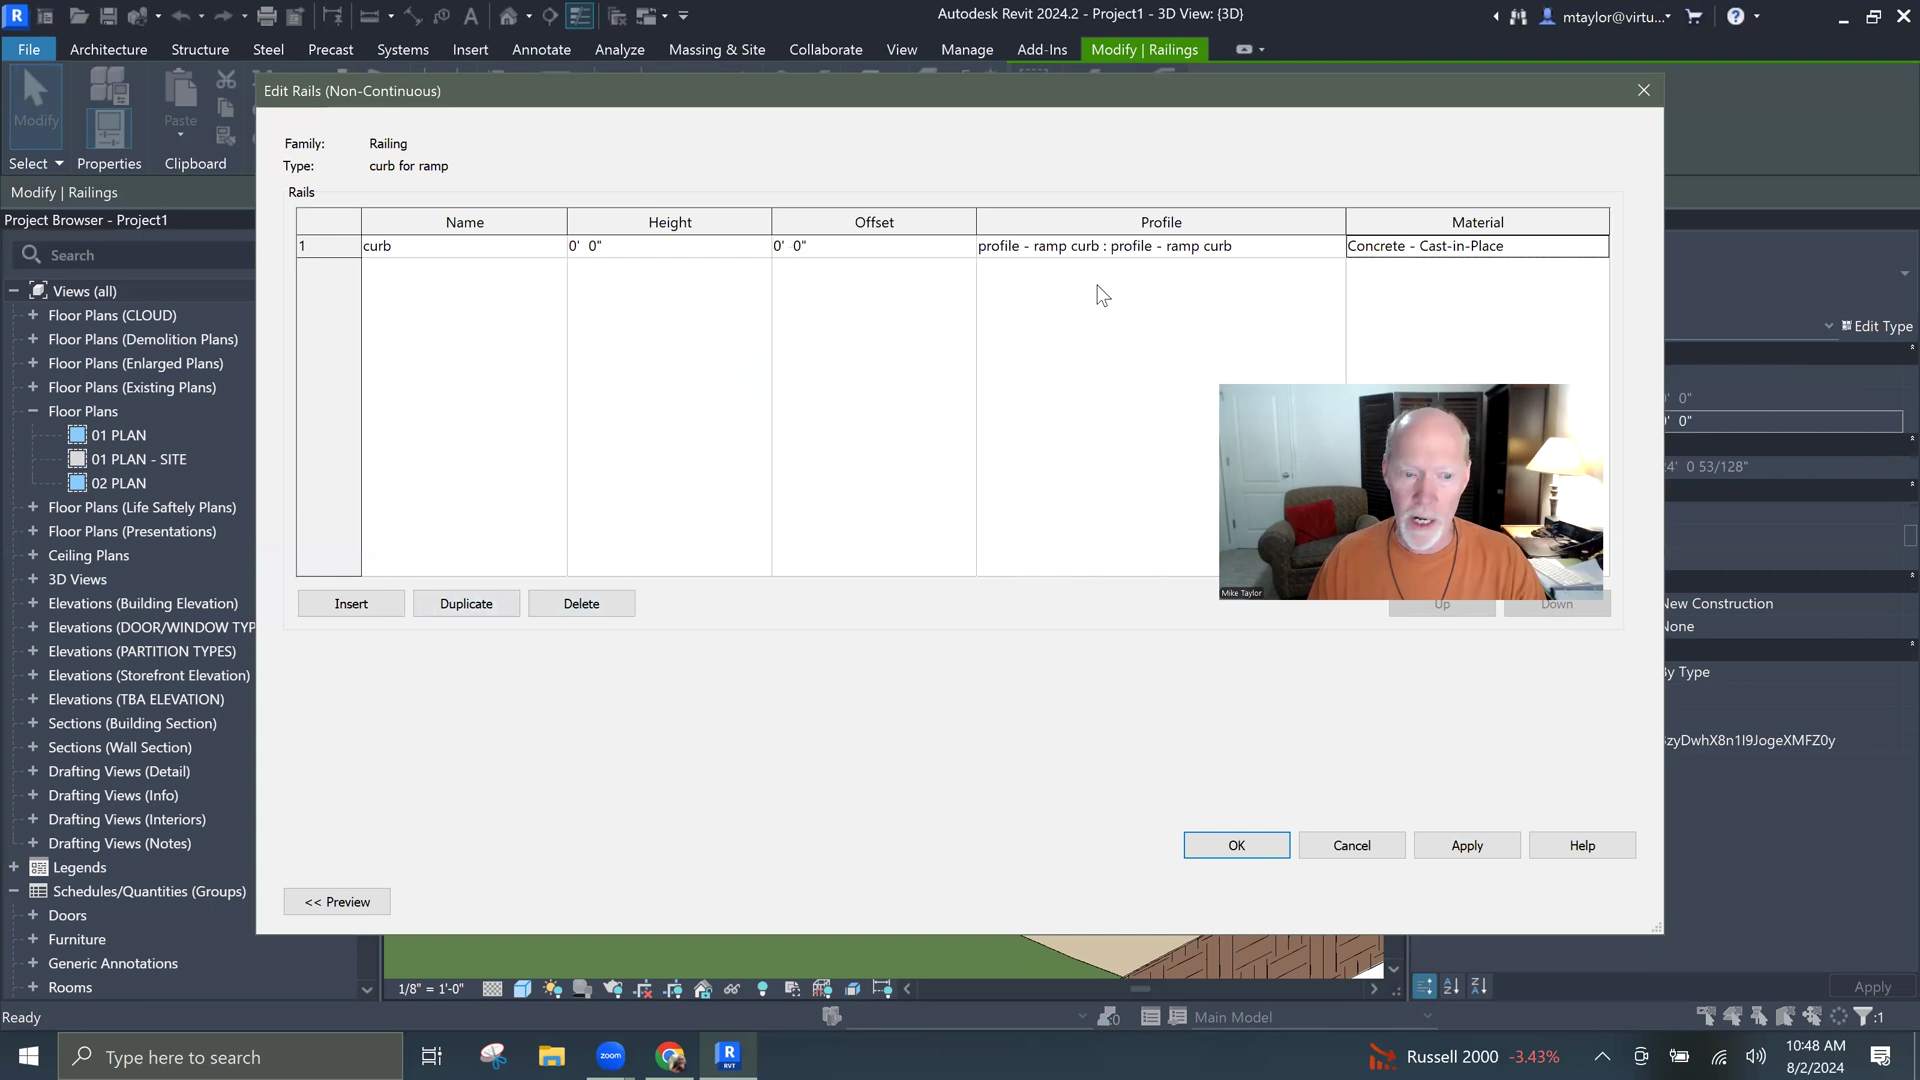 Autodesk Revit 2024.2 - Project1 - 3D View: {3D}
mtaylor@virtu...
File
Architecture
Structure
Steel
Precast
Systems
Insert
Annotate
Analyze
Massing & Site
Collaborate
View
Manage
Add-Ins
Modify | Railings
Modify
Paste
Select
Properties
Clipboard
Modify | Railings
Project Browser - Project1
Search
Views (all)
Floor Plans (CLOUD)
Floor Plans (Demolition Plans)
Floor Plans (Enlarged Plans)
Floor Plans (Existing Plans)
Floor Plans
01 PLAN
01 PLAN - SITE
02 PLAN
Floor Plans (Life Saftely Plans)
Floor Plans (Presentations)
Ceiling Plans
3D Views
Elevations (Building Elevation)
Elevations (DOOR/WINDOW TYP
Elevations (PARTITION TYPES)
Elevations (Storefront Elevation)
Elevations (TBA ELEVATION)
Sections (Building Section)
Sections (Wall Section)
Drafting Views (Detail)
Drafting Views (Info)
Drafting Views (Interiors)
Drafting Views (Notes)
Legends
Schedules/Quantities (Groups)
Doors
Furniture
Generic Annotations
Rooms
Edit Rails (Non-Continuous)
Family: Railing
Type: curb for ramp
Rails
Name Height Offset Profile Material
1 curb 0' 0" 0' 0" profile - ramp curb : profile - ramp curb Concrete - Cast-in-Place
Mike Taylor
Insert
Duplicate
Delete
Up
Down
OK
Cancel
Apply
Help
<< Preview
Edit Type
0"
0"
0 53/128"
New Construction
None
By Type
zyDwhX8n1I9JogeXMFZ0y
Apply
1/8" = 1'-0"
Ready
:0
Main Model
:1
Type here to search
zoom
R
RVT
Russell 2000 -3.43%
10:48 AM
8/2/2024